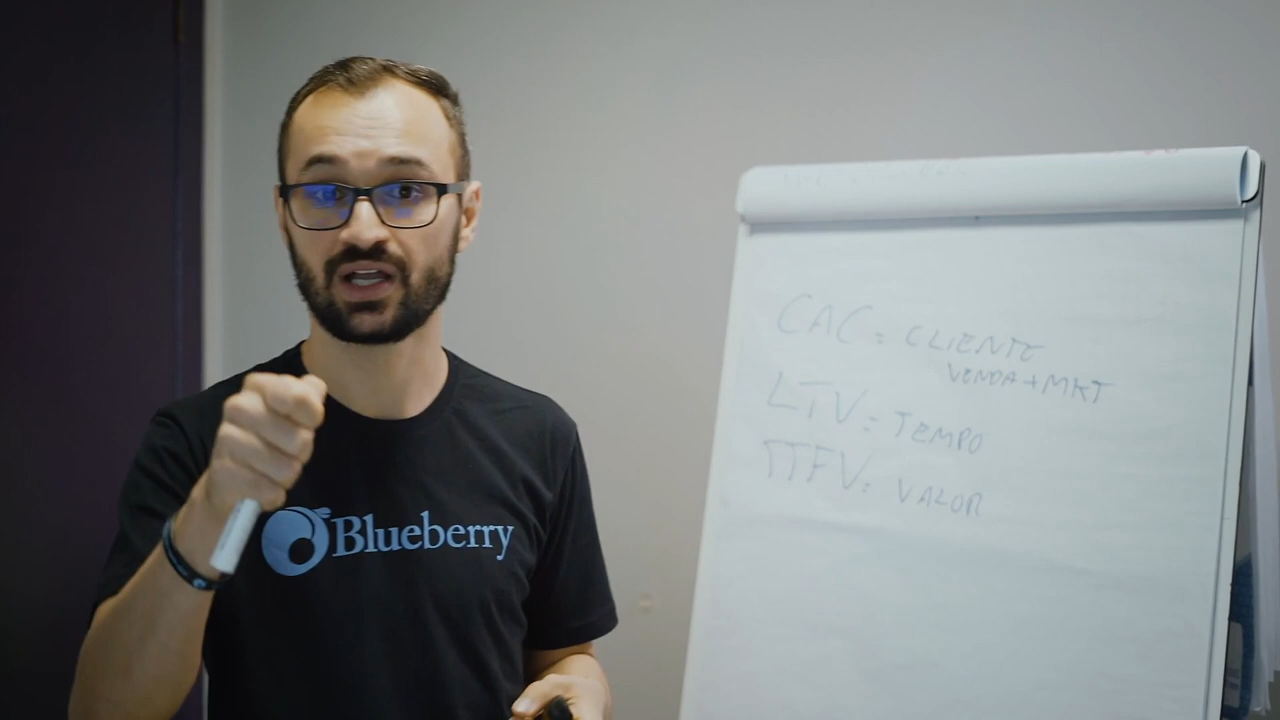 Blueberry
CAC = CLIENTE
VENDA + MKT
LTV = TEMPO
TTFV = VALOR